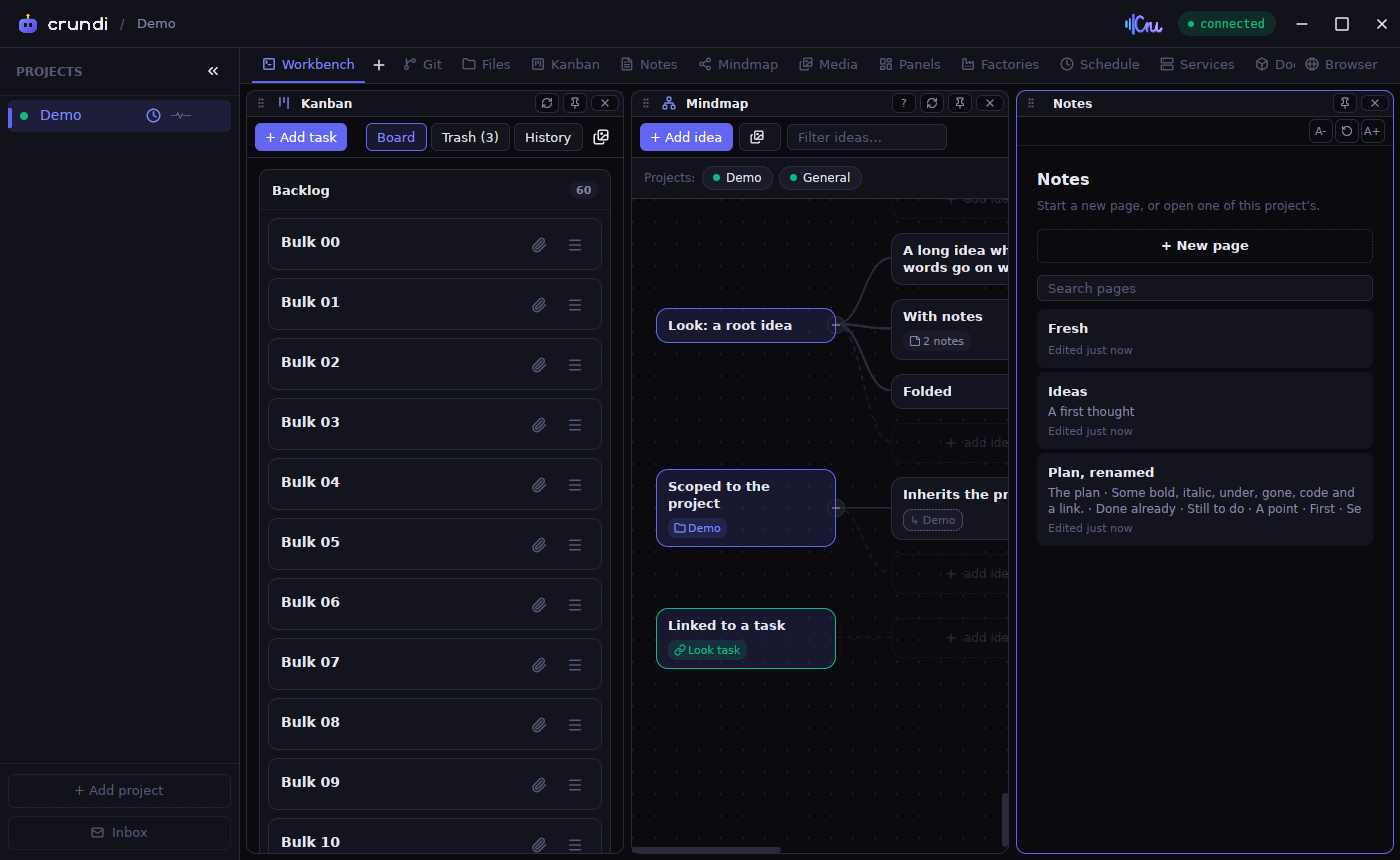 crundi / Demo
Cru
connected
PROJECTS
Demo
+ Add project
Inbox
Workbench
+
Git
Files
Kanban
Notes
Mindmap
Media
Panels
Factories
Schedule
Services
Doc
Browser
Kanban
+ Add task
Board
Trash (3)
History
Backlog
60
Bulk 00
Bulk 01
Bulk 02
Bulk 03
Bulk 04
Bulk 05
Bulk 06
Bulk 07
Bulk 08
Bulk 09
Bulk 10
Mindmap
?
+ Add idea
Filter ideas…
Projects:
Demo
General
+ add ide
A long idea wh
words go on w
Look: a root idea
With notes
2 notes
Folded
+ add ide
Scoped to the
project
Demo
Inherits the pr
↳ Demo
+ add ide
Linked to a task
Look task
+ add ide
Notes
A-
A+
Notes
Start a new page, or open one of this project’s.
+ New page
Search pages
Fresh
Edited just now
Ideas
A first thought
Edited just now
Plan, renamed
The plan · Some bold, italic, under, gone, code and
a link. · Done already · Still to do · A point · First · Se
Edited just now